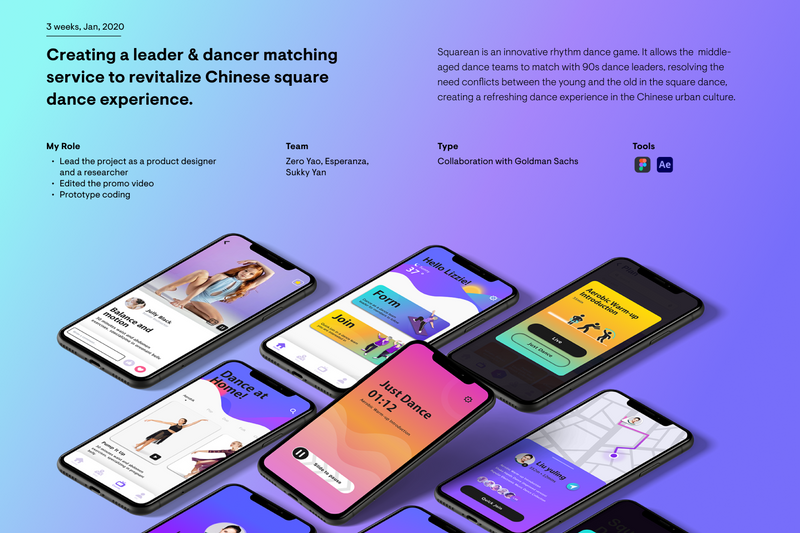 3 weeks, Jan, 2020
Creating a leader & dancer matching
service to revitalize Chinese square
dance experience.
Squarean is an innovative rhythm dance game. It allows the middle-
aged dance teams to match with 90s dance leaders, resolving the
need conflicts between the young and the old in the square dance,
creating a refreshing dance experience in the Chinese urban culture.
My Role
• Lead the project as a product designer
and a researcher
• Edited the promo video
• Prototype coding
Team
Zero Yao, Esperanza,
Sukky Yan
Type
Collaboration with Goldman Sachs
Tools
Ae
Jolly Black
Balance and
motion
Hello Lizzie!
37
Form
Join
Aerobic Warm-up
Introduction
Live
Just Dance
Dance at
Home!
Pump It Up
Just Dance
01:12
Slide to pause
Liu yuling
Quick Join